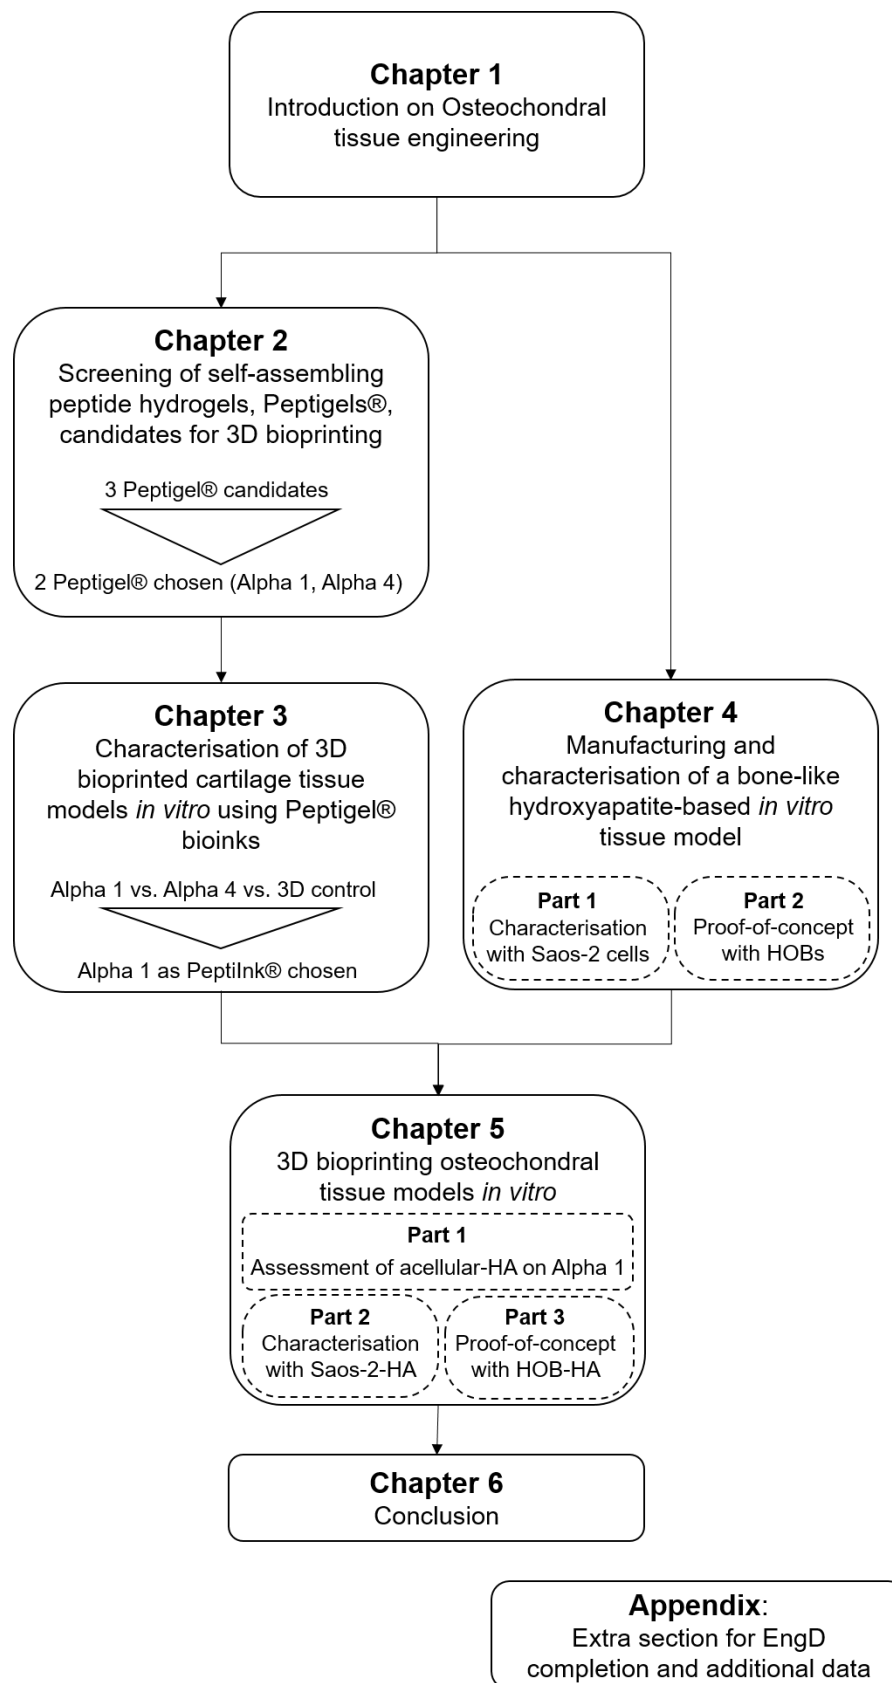 Chapter 1
Introduction on Osteochondral
tissue engineering
Chapter 2
Screening of self-assembling
peptide hydrogels, Peptigels®,
candidates for 3D bioprinting
3 Peptigel® candidates
2 Peptigel® chosen (Alpha 1, Alpha 4)
Chapter 3
Characterisation of 3D
bioprinted cartilage tissue
models in vitro using Peptigel®
bioinks
Alpha 1 vs. Alpha 4 vs. 3D control
Alpha 1 as PeptiInk® chosen
Chapter 4
Manufacturing and
characterisation of a bone-like
hydroxyapatite-based in vitro
tissue model
Part 1
Characterisation
with Saos-2 cells
Part 2
Proof-of-concept
with HOBs
Chapter 5
3D bioprinting osteochondral
tissue models in vitro
Part 1
Assessment of acellular-HA on Alpha 1
Part 2
Characterisation
with Saos-2-HA
Part 3
Proof-of-concept
with HOB-HA
Chapter 6
Conclusion
Appendix:
Extra section for EngD
completion and additional data